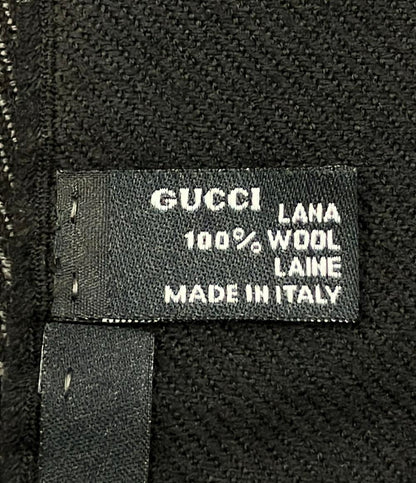 GUCCI LANA
100% WOOL
LAINE
MADE IN ITALY